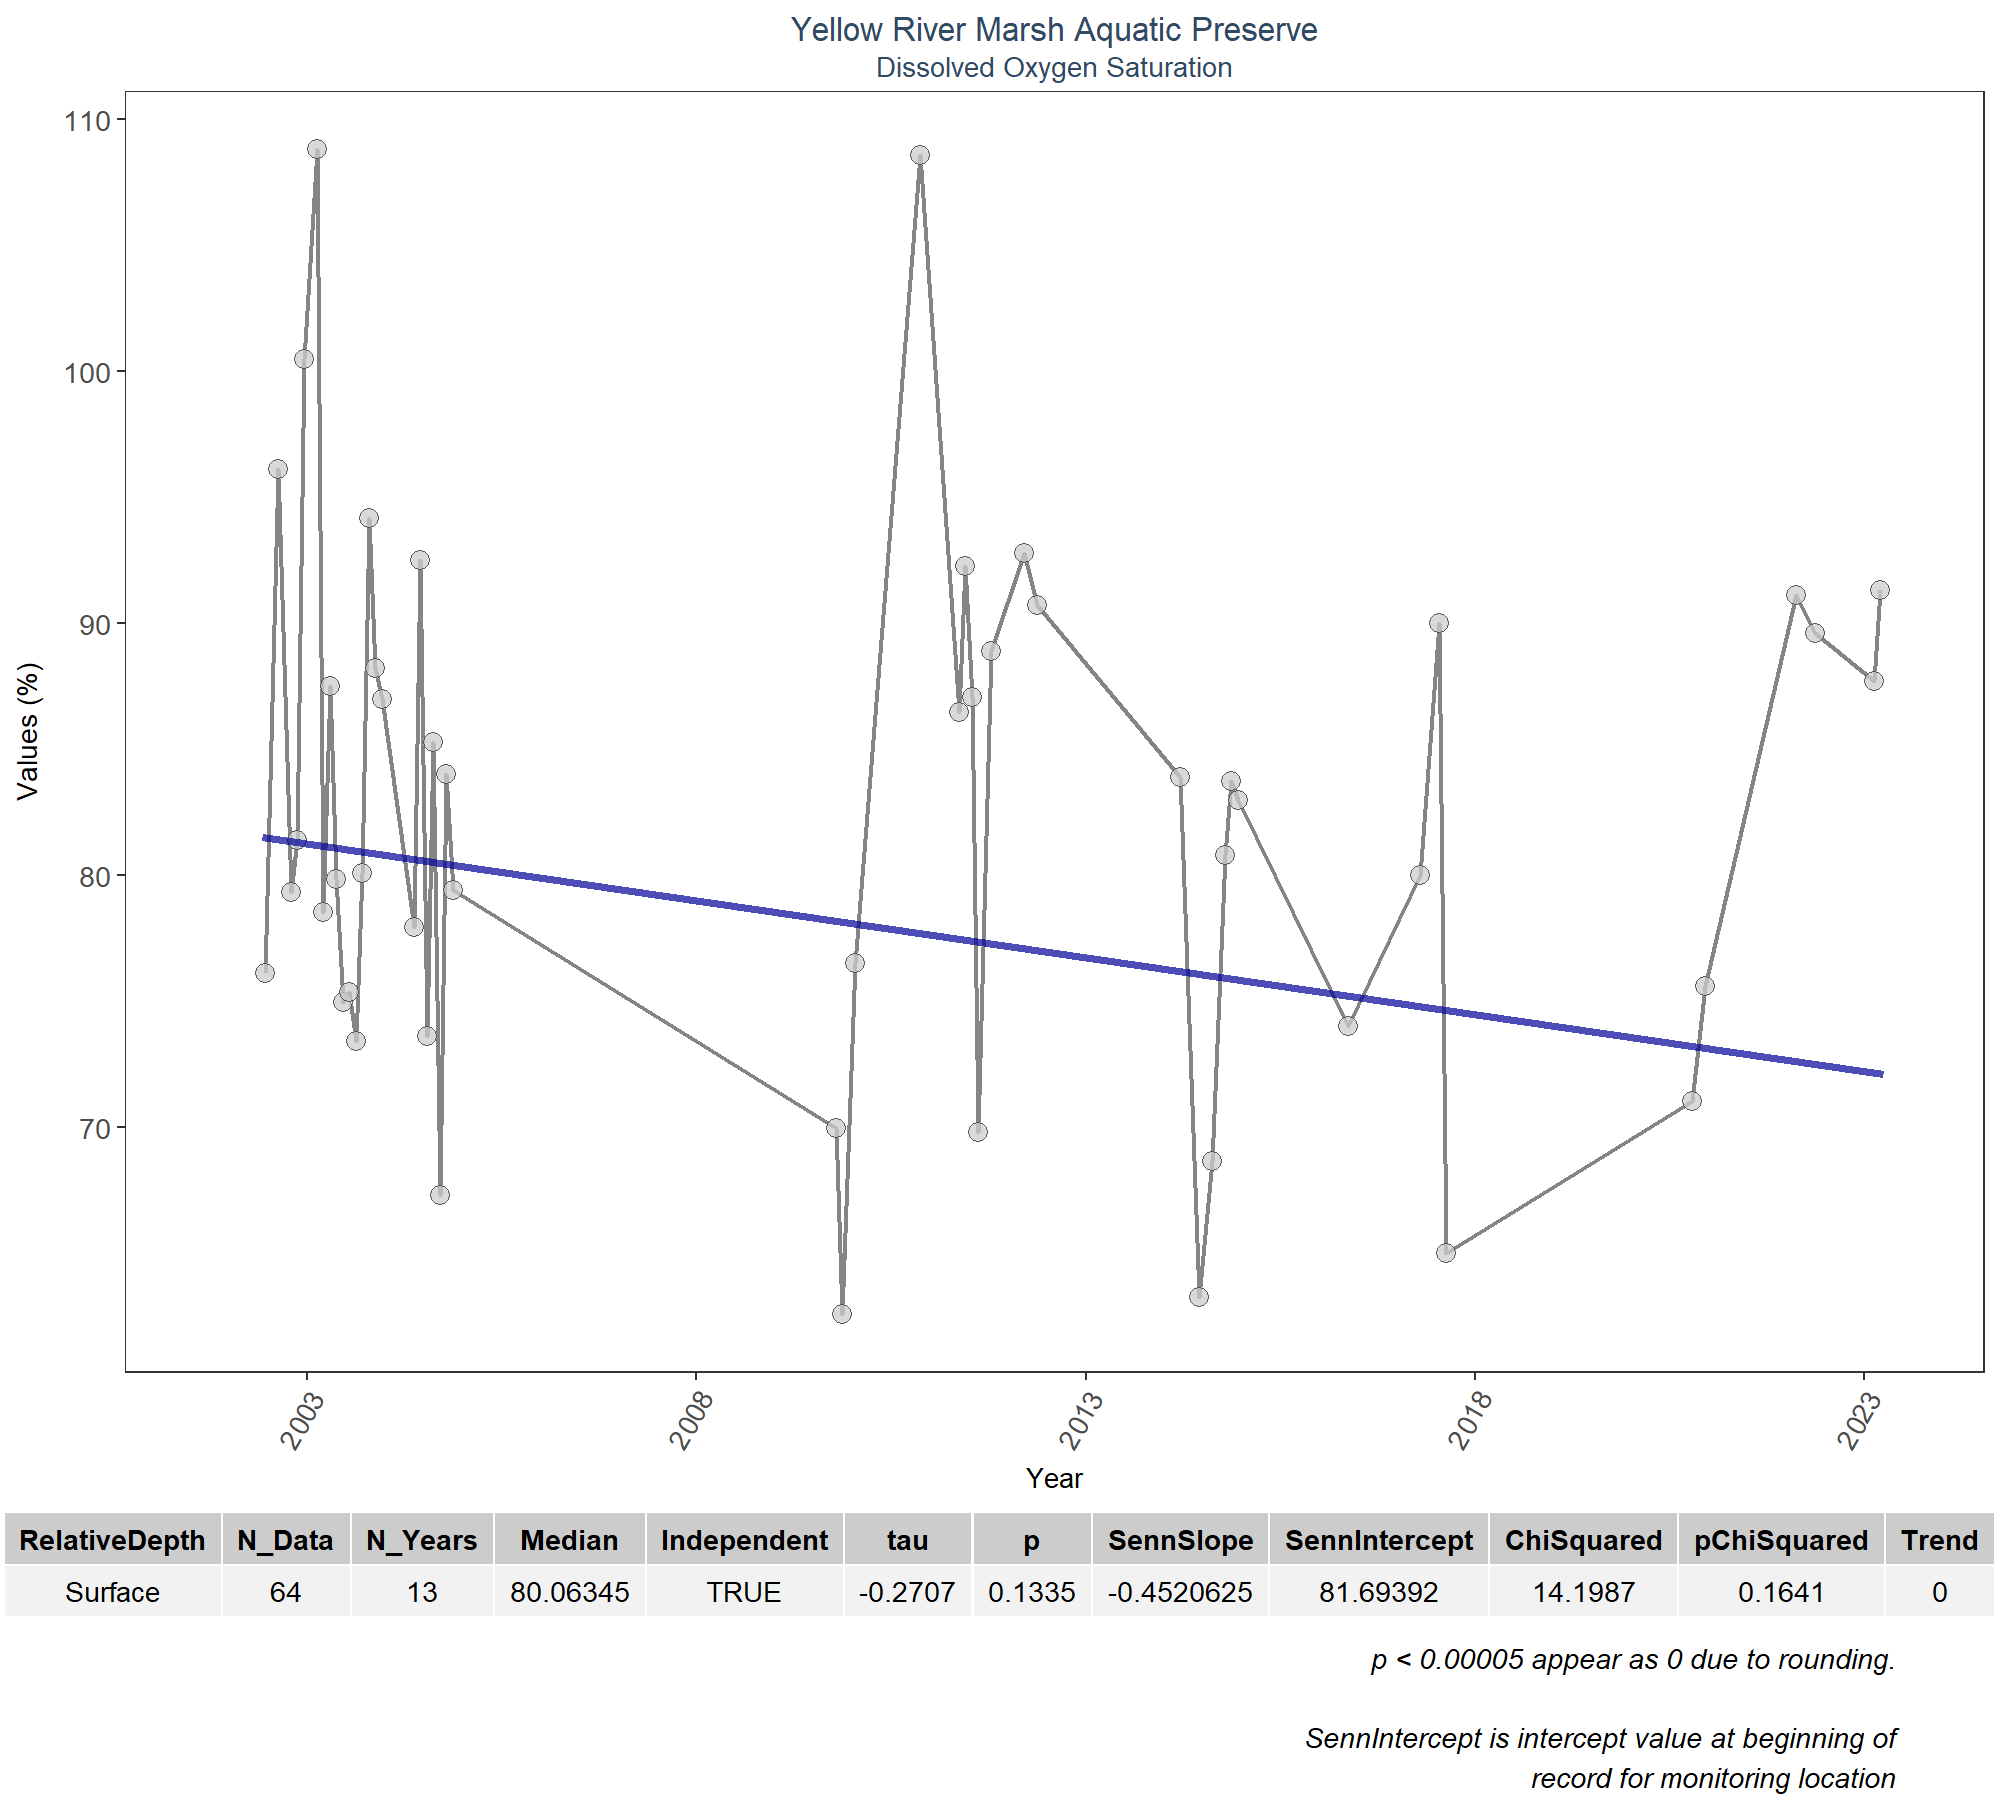 Yellow River Marsh Aquatic Preserve
Dissolved Oxygen Saturation
110
100
90
80
70
Values (%)
2003
2008
2013
2018
2023
Year
RelativeDepth N_Data N_Years Median Independent tau p SennSlope SennIntercept ChiSquared pChiSquared Trend
Surface 64 13 80.06345 TRUE -0.2707 0.1335 -0.4520625 81.69392 14.1987 0.1641 0
p < 0.00005 appear as 0 due to rounding.
SennIntercept is intercept value at beginning of
record for monitoring location